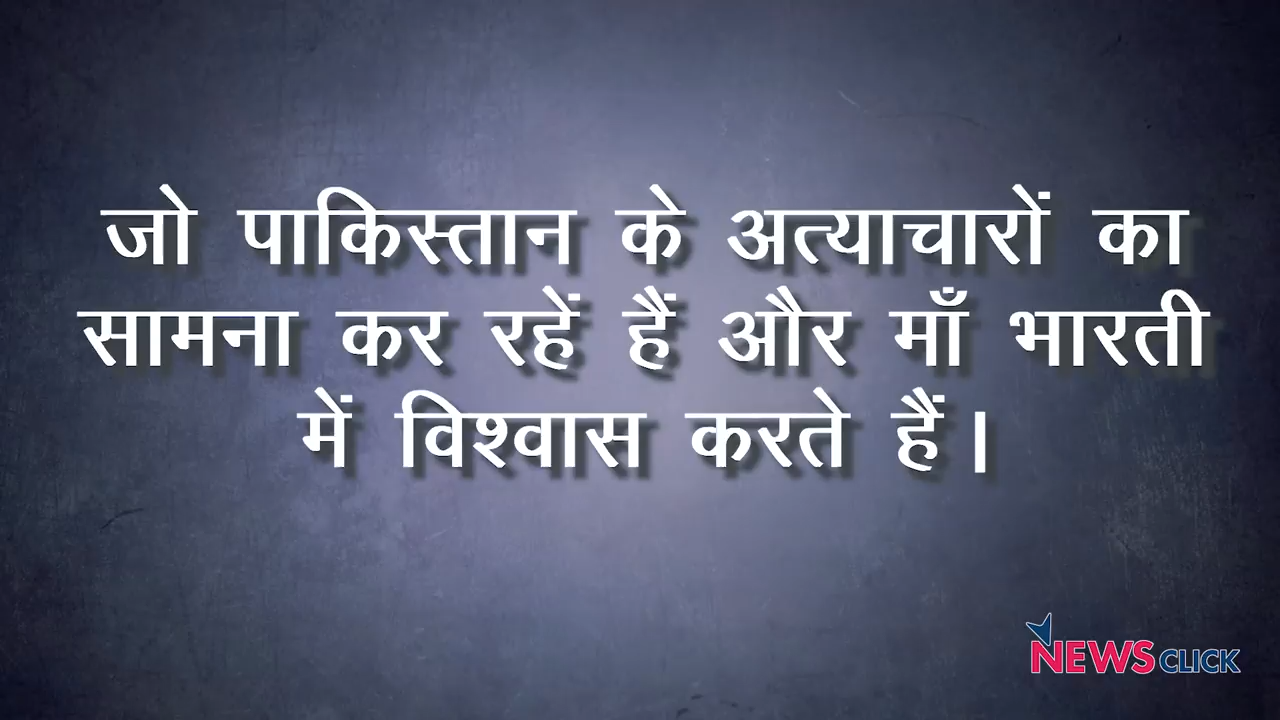 जो पाकिस्तान के अत्याचारों का
सामना कर रहें हैं और माँ भारती
में विश्वास करते हैं।
NEWSCLICK